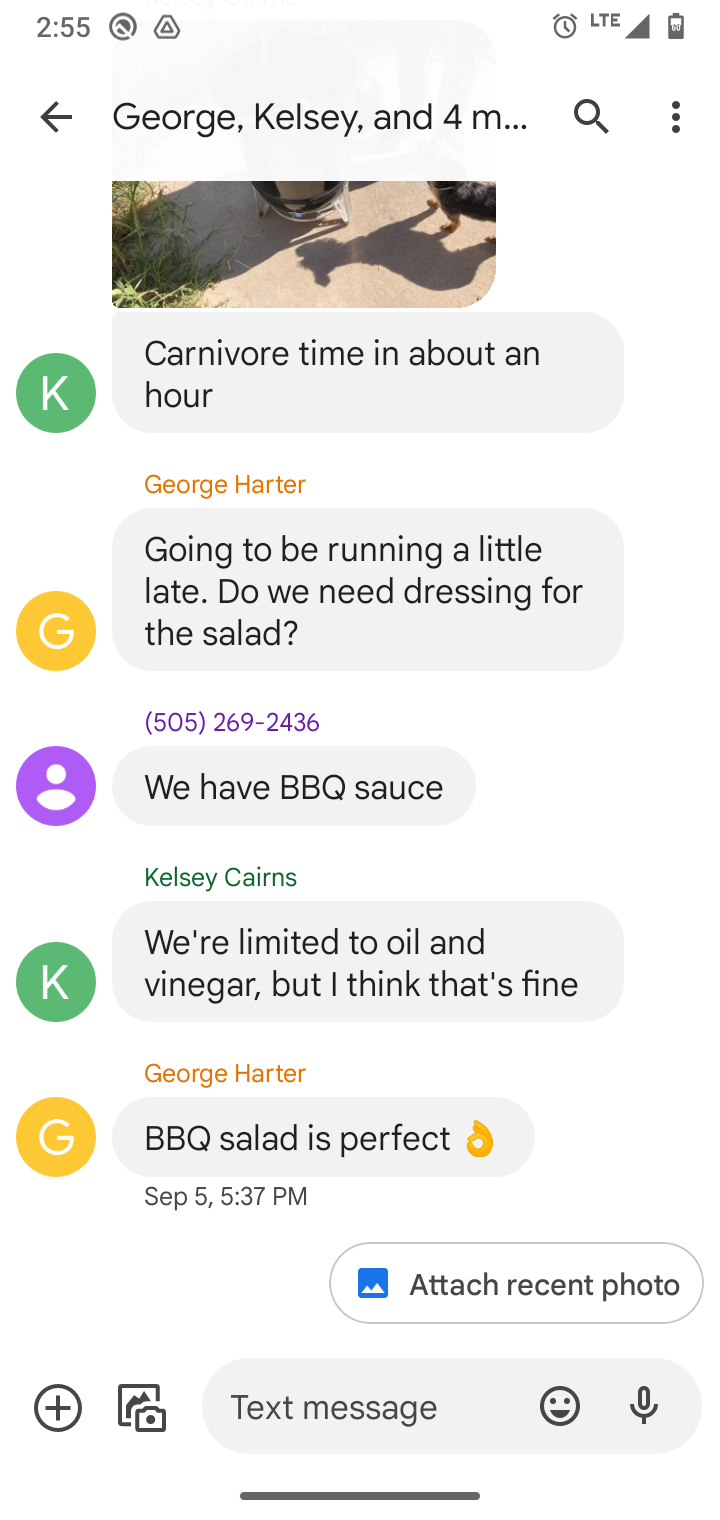 2:55
LTE
George, Kelsey, and 4 m...
Carnivore time in about an
hour
K
George Harter
Going to be running a little
late. Do we need dressing for
the salad?
G
(505) 269-2436
We have BBQ sauce
Kelsey Cairns
We're limited to oil and
vinegar, but I think that's fine
K
George Harter
BBQ salad is perfect 👌
G
Sep 5, 5:37 PM
Attach recent photo
Text message